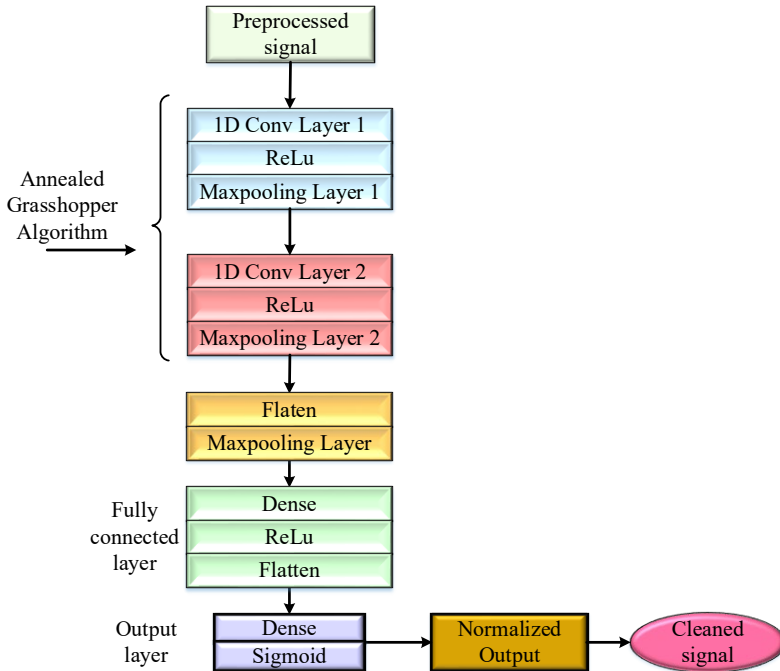 Preprocessed
signal
1D Conv Layer 1
ReLu
Maxpooling Layer 1
Annealed
Grasshopper
Algorithm
1D Conv Layer 2
ReLu
Maxpooling Layer 2
Flaten
Maxpooling Layer
Fully
connected
layer
Dense
ReLu
Flatten
Output
layer
Dense
Sigmoid
Normalized
Output
Cleaned
signal